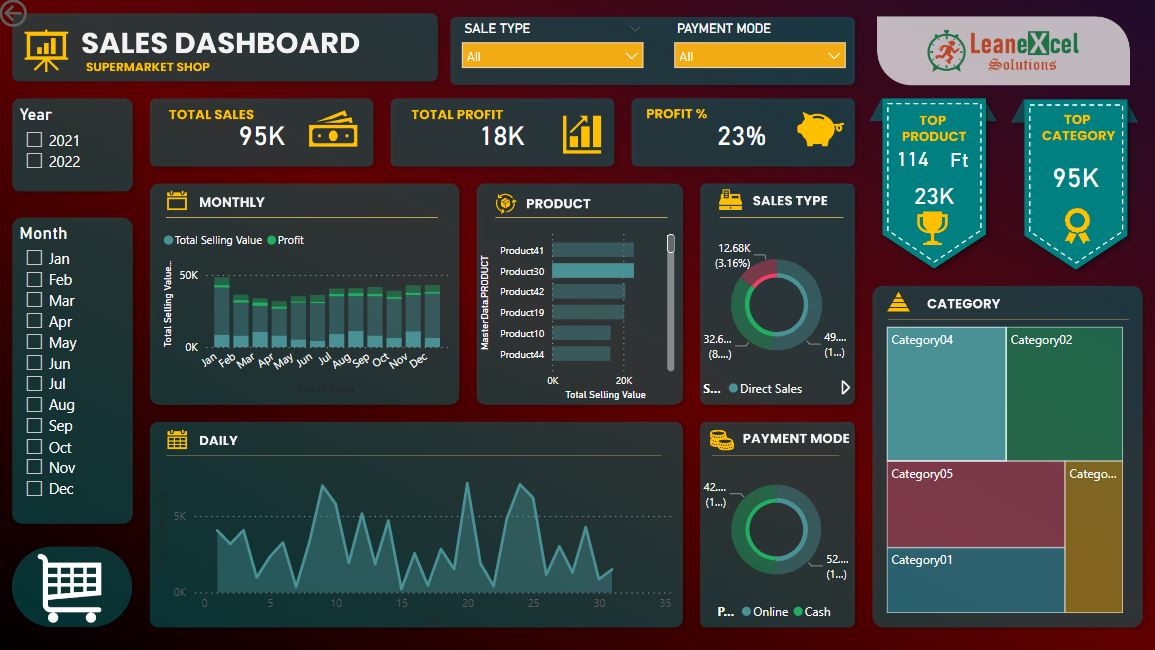 SALES DASHBOARD
SUPERMARKET SHOP
SALE TYPE
All
PAYMENT MODE
All
LeaneXcel
Solutions
Year
2021
2022
TOTAL SALES
95K
TOTAL PROFIT
18K
PROFIT %
23%
TOP
PRODUCT
114 Ft
23K
TOP
CATEGORY
95K
Month
Jan
Feb
Mar
Apr
May
Jun
Jul
Aug
Sep
Oct
Nov
Dec
MONTHLY
Total Selling Value Profit
Total Selling Value...
50K
0K
Jan Feb Mar Apr May Jun Jul Aug Sep Oct Nov Dec
Month Name
PRODUCT
MasterData.PRODUCT
Product41
Product30
Product42
Product19
Product10
Product44
0K 20K
Total Selling Value
SALES TYPE
12.68K
(3.16%)
32.6...
(8....)
49....
(1...)
S... Direct Sales
CATEGORY
Category04
Category02
Category05
Catego...
Category01
DAILY
5K
0K
0 5 10 15 20 25 30 35
Day
PAYMENT MODE
42....
(1...)
52....
(1...)
P... Online Cash